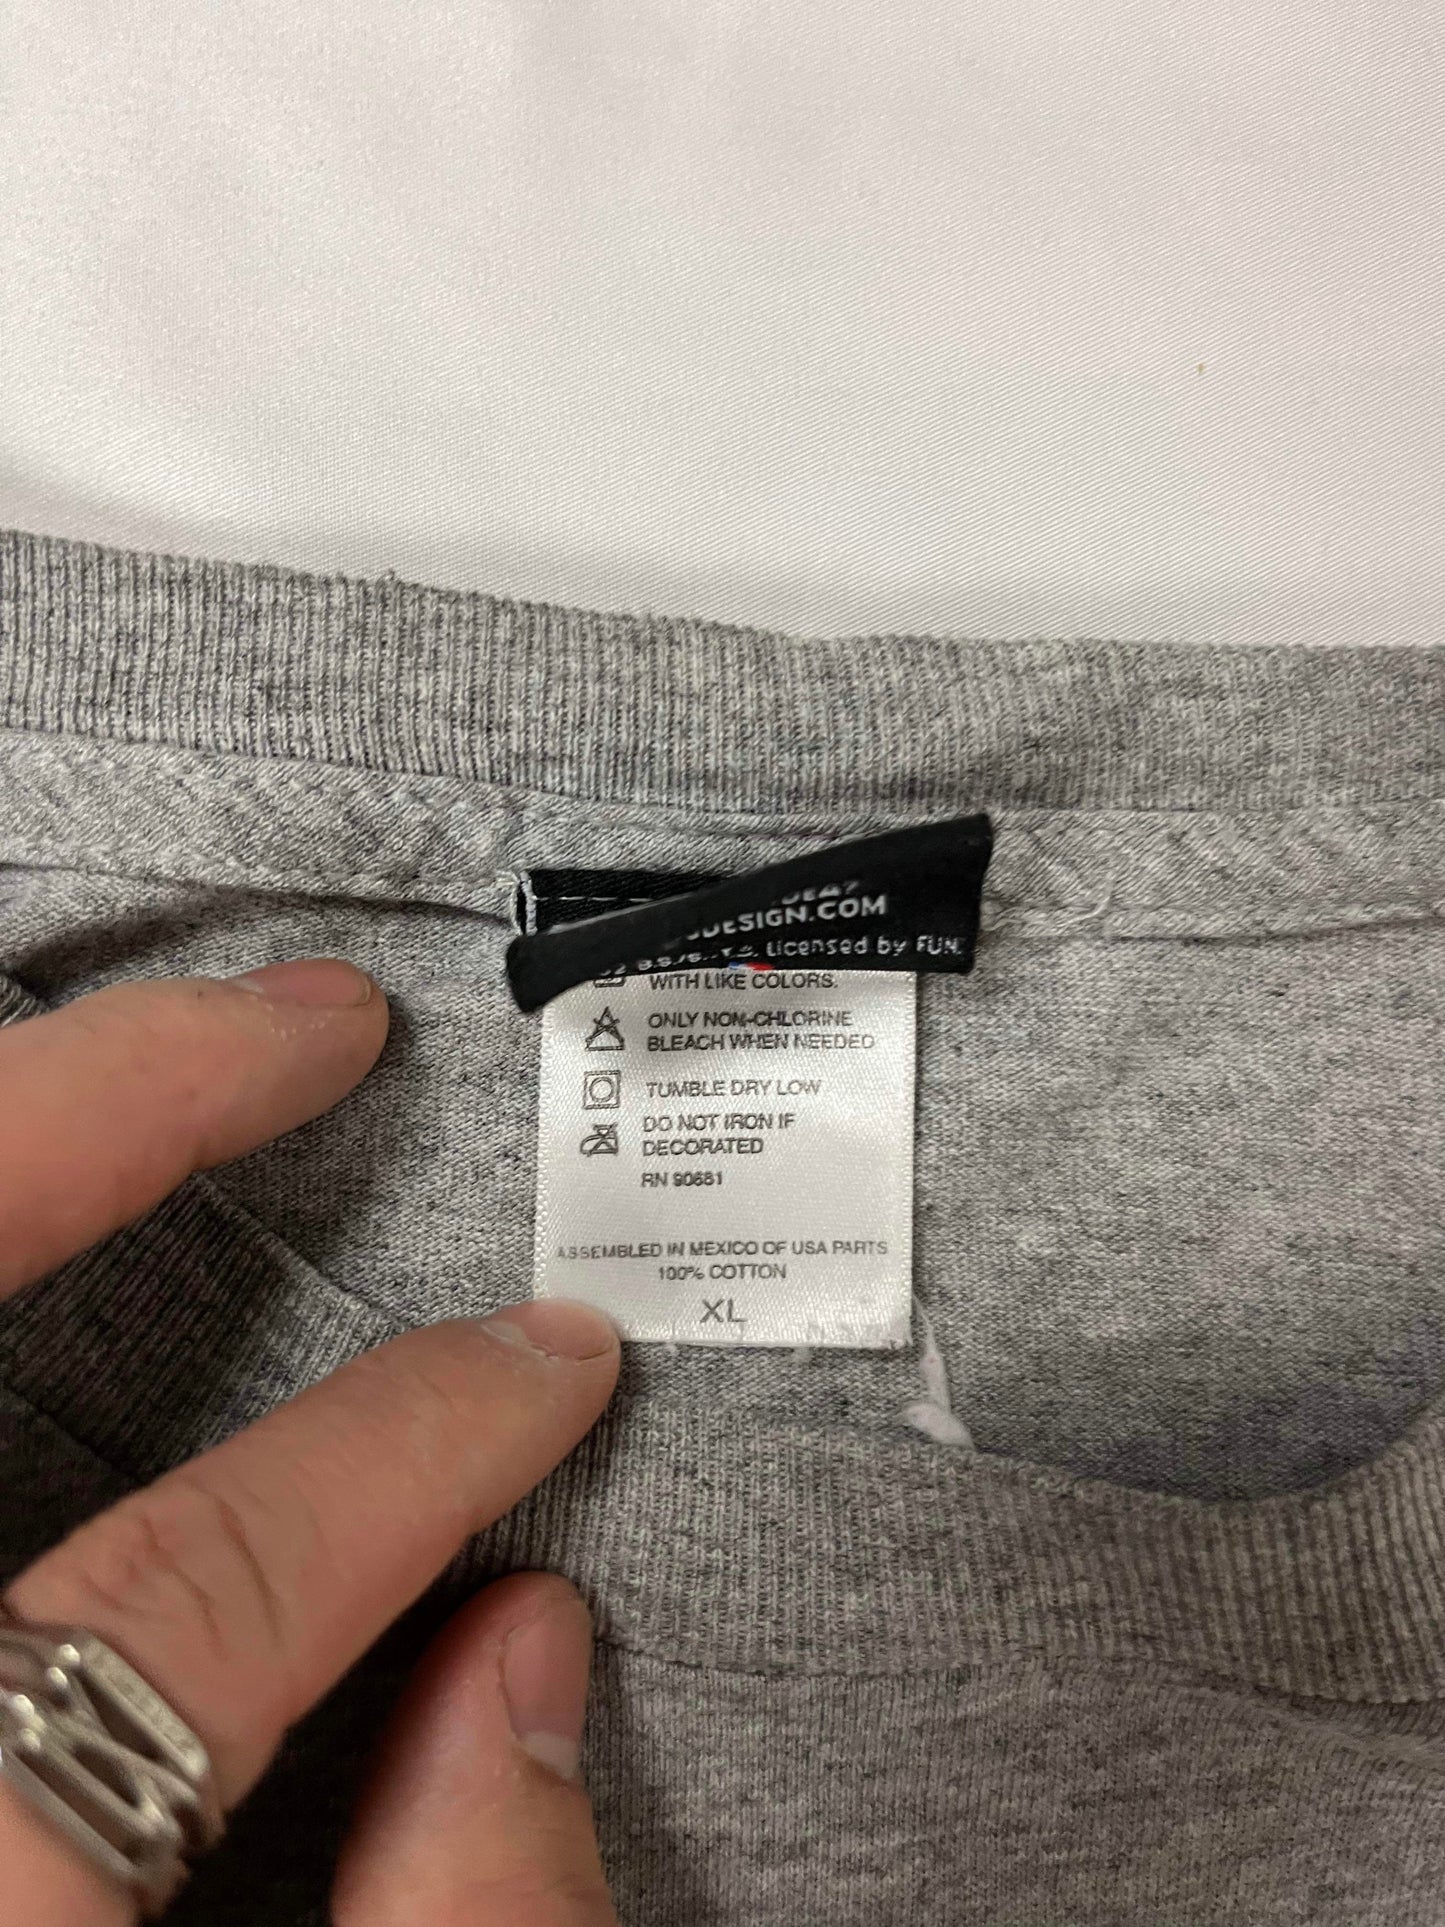 DESIGN.COM
licensed by FUN.
WITH LIKE COLORS.
ONLY NON-CHLORINE
BLEACH WHEN NEEDED
TUMBLE DRY LOW
DO NOT IRON IF
DECORATED
RN 90681
ASSEMBLED IN MEXICO OF USA PARTS
100% COTTON
XL